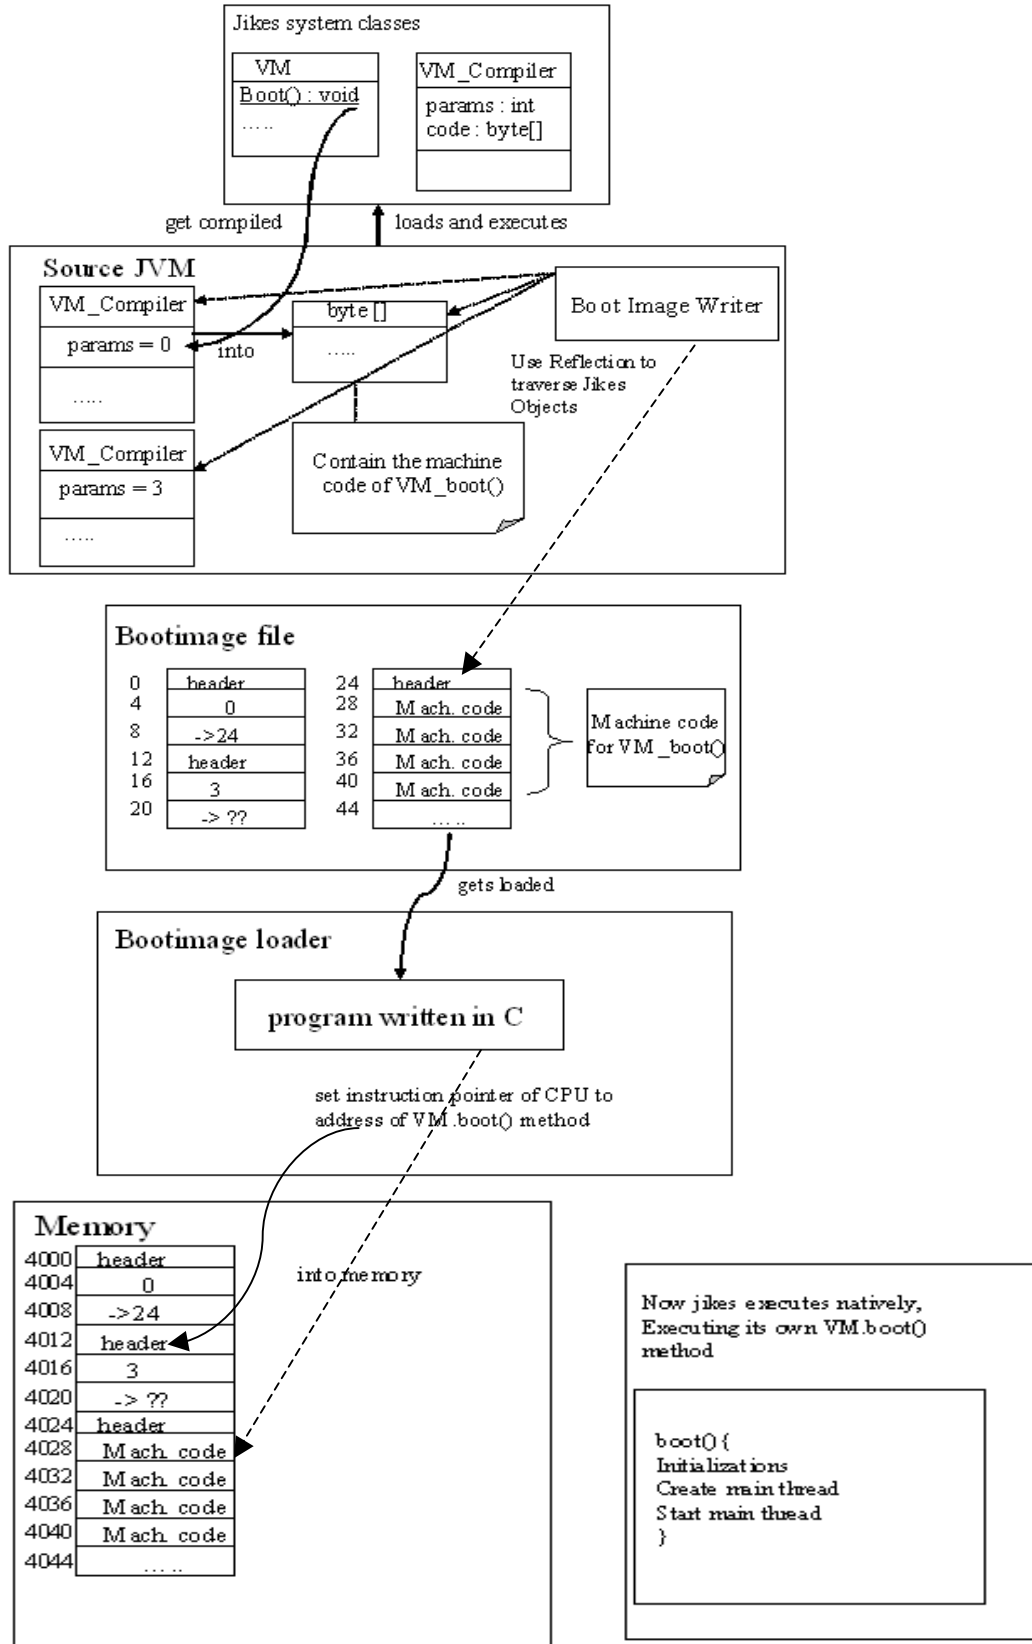 Jikes system classes
VM
Boot() : void
.....
VM_Compiler
params : int
code : byte[]
get compiled
loads and executes
Source JVM
VM_Compiler
params = 0
.....
into
byte []
.....
Boot Image Writer
Use Reflection to
traverse Jikes
Objects
VM_Compiler
params = 3
.....
Contain the machine
code of VM_boot()
Bootimage file
0 header
4 0
8 ->24
12 header
16 3
20 -> ??
24 header
28 Mach. code
32 Mach. code
36 Mach. code
40 Mach. code
44 .....
Machine code
for VM_boot()
gets loaded
Bootimage loader
program written in C
set instruction pointer of CPU to
address of VM.boot() method
Memory
4000 header
4004 0
4008 ->24
4012 header
4016 3
4020 -> ??
4024 header
4028 Mach. code
4032 Mach. code
4036 Mach. code
4040 Mach. code
4044 .....
into memory
Now jikes executes natively,
Executing its own VM.boot()
method
boot() {
Initializations
Create main thread
Start main thread
}